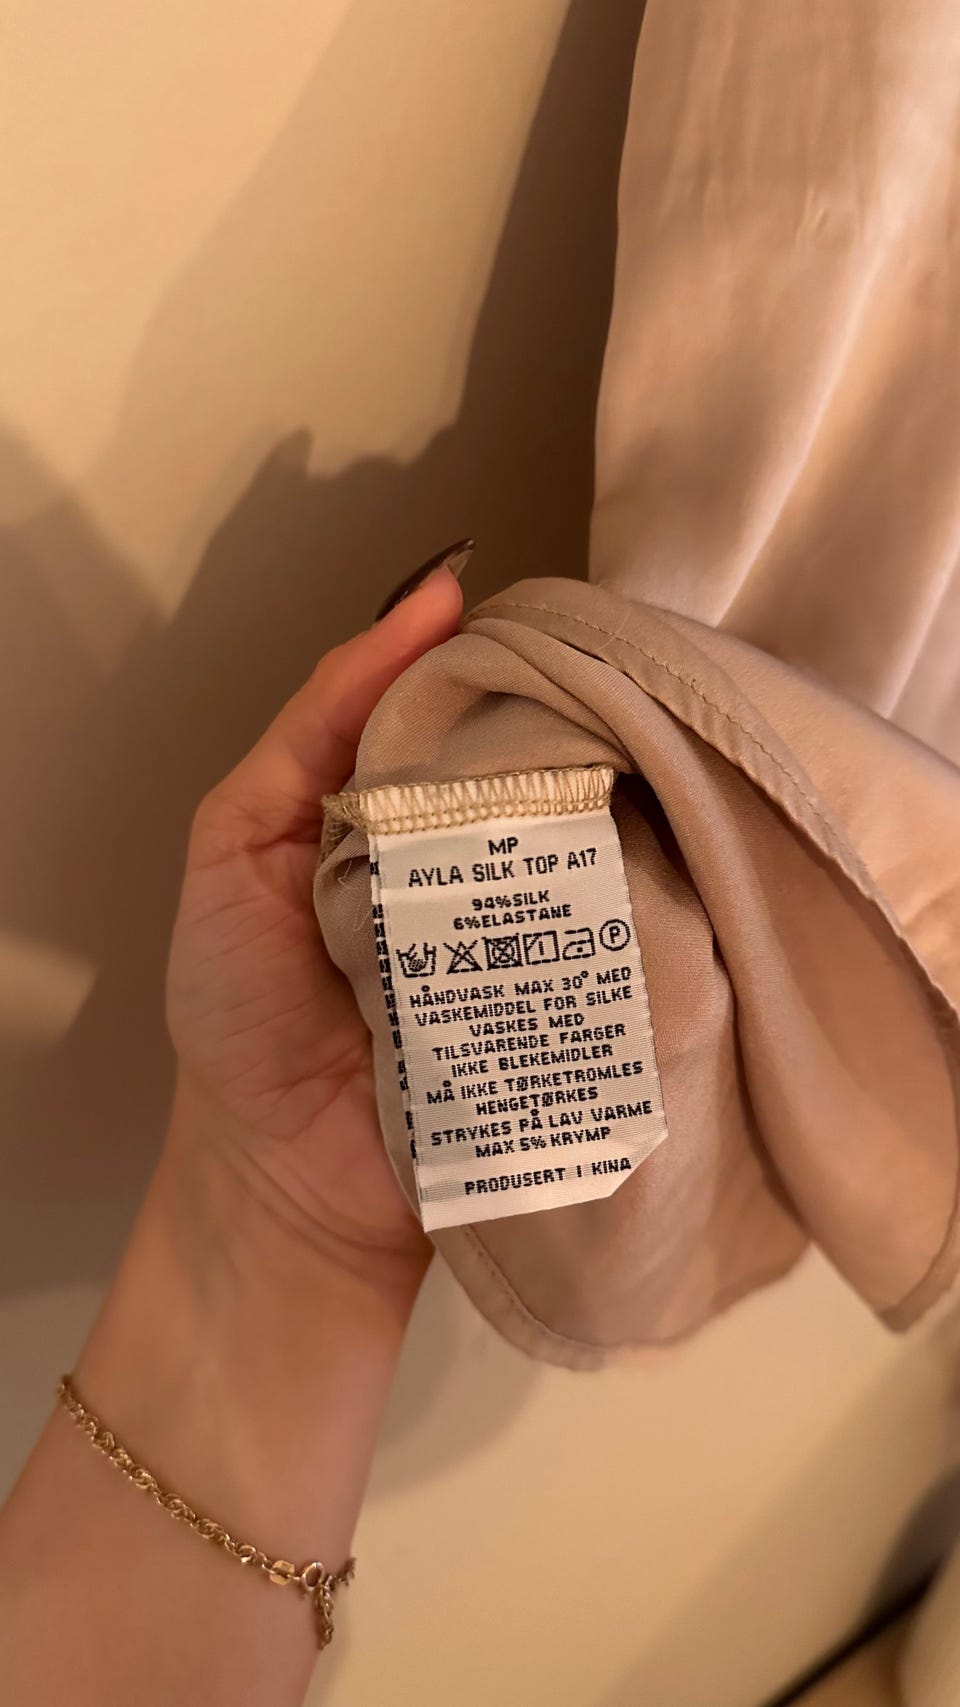 MP
AYLA SILK TOP A17
94%SILK
6%ELASTANE
P
HÅNDVASK MAX 30° MED
VASKEMIDDEL FOR SILKE
VASKES MED
TILSVARENDE FARGER
IKKE BLEKEMIDLER
MÅ IKKE TØRKETROMLES
HENGETØRKES
STRYKES PÅ LAV VARME
MAX 5% KRYMP
PRODUSERT I KINA